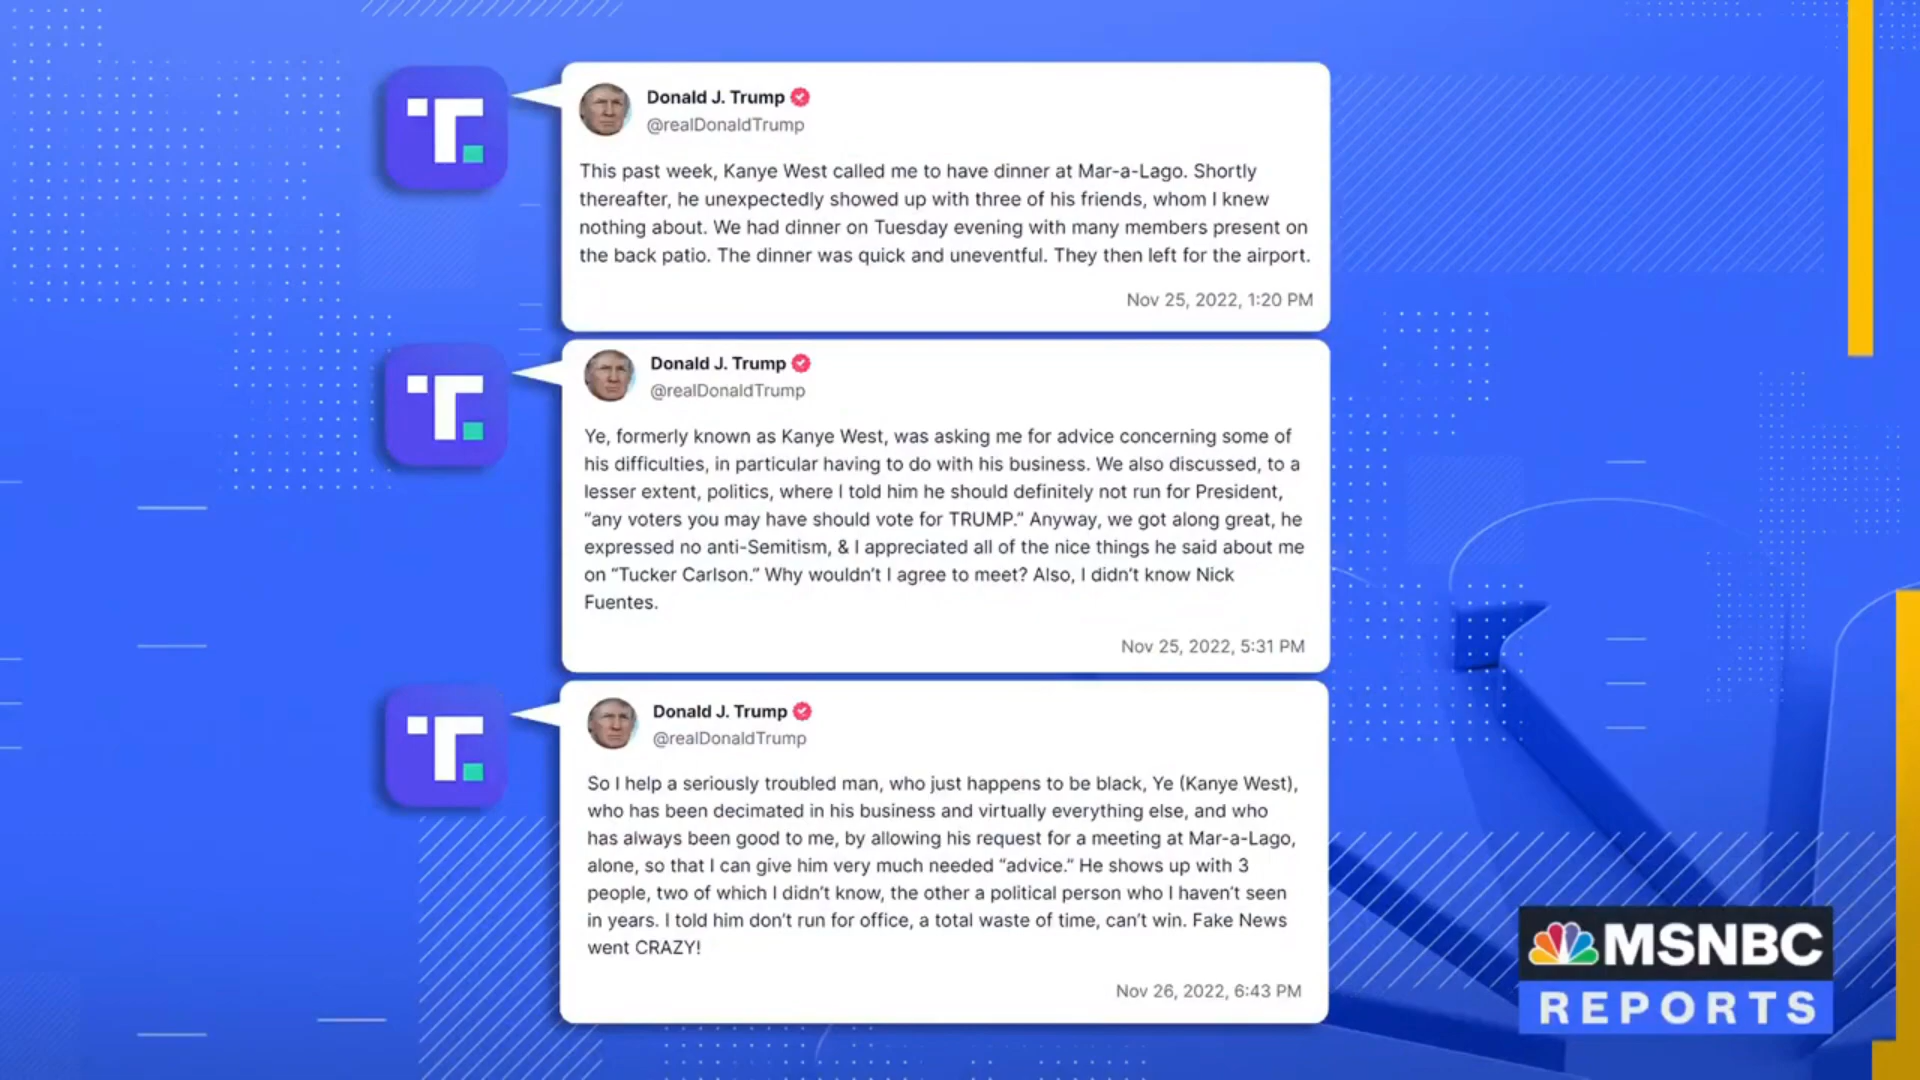 Donald J. Trump
@realDonaldTrump
This past week, Kanye West called me to have dinner at Mar-a-Lago. Shortly
thereafter, he unexpectedly showed up with three of his friends, whom I knew
nothing about. We had dinner on Tuesday evening with many members present on
the back patio. The dinner was quick and uneventful. They then left for the airport.
Nov 25, 2022, 1:20 PM
Donald J. Trump
@realDonaldTrump
Ye, formerly known as Kanye West, was asking me for advice concerning some of
his difficulties, in particular having to do with his business. We also discussed, to a
lesser extent, politics, where I told him he should definitely not run for President,
“any voters you may have should vote for TRUMP.” Anyway, we got along great, he
expressed no anti-Semitism, & I appreciated all of the nice things he said about me
on “Tucker Carlson.” Why wouldn’t I agree to meet? Also, I didn’t know Nick
Fuentes.
Nov 25, 2022, 5:31 PM
Donald J. Trump
@realDonaldTrump
So I help a seriously troubled man, who just happens to be black, Ye (Kanye West),
who has been decimated in his business and virtually everything else, and who
has always been good to me, by allowing his request for a meeting at Mar-a-Lago,
alone, so that I can give him very much needed “advice.” He shows up with 3
people, two of which I didn’t know, the other a political person who I haven’t seen
in years. I told him don’t run for office, a total waste of time, can’t win. Fake News
went CRAZY!
Nov 26, 2022, 6:43 PM
MSNBC
REPORTS